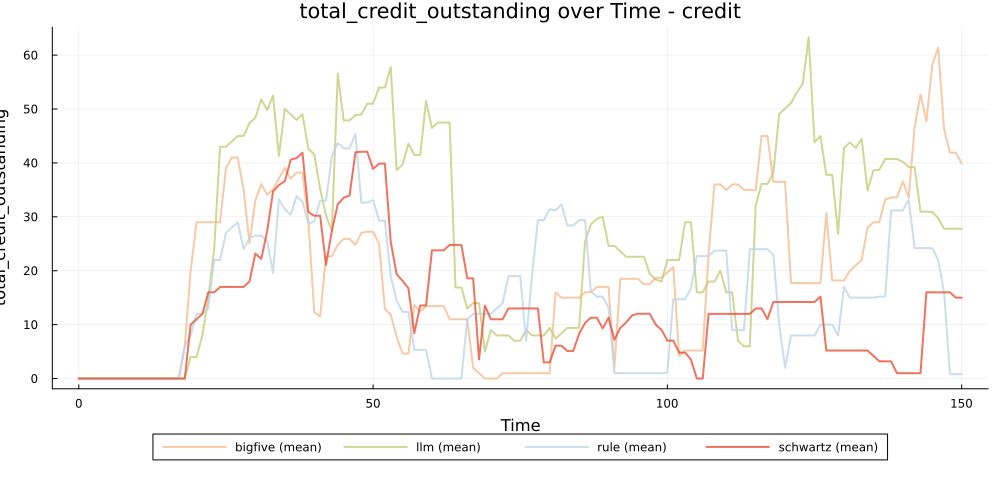 total_credit_outstanding over Time - credit
total_credit_outstanding
60
50
40
30
20
10
0
0 50 100 150
Time
bigfive (mean) llm (mean) rule (mean) schwartz (mean)